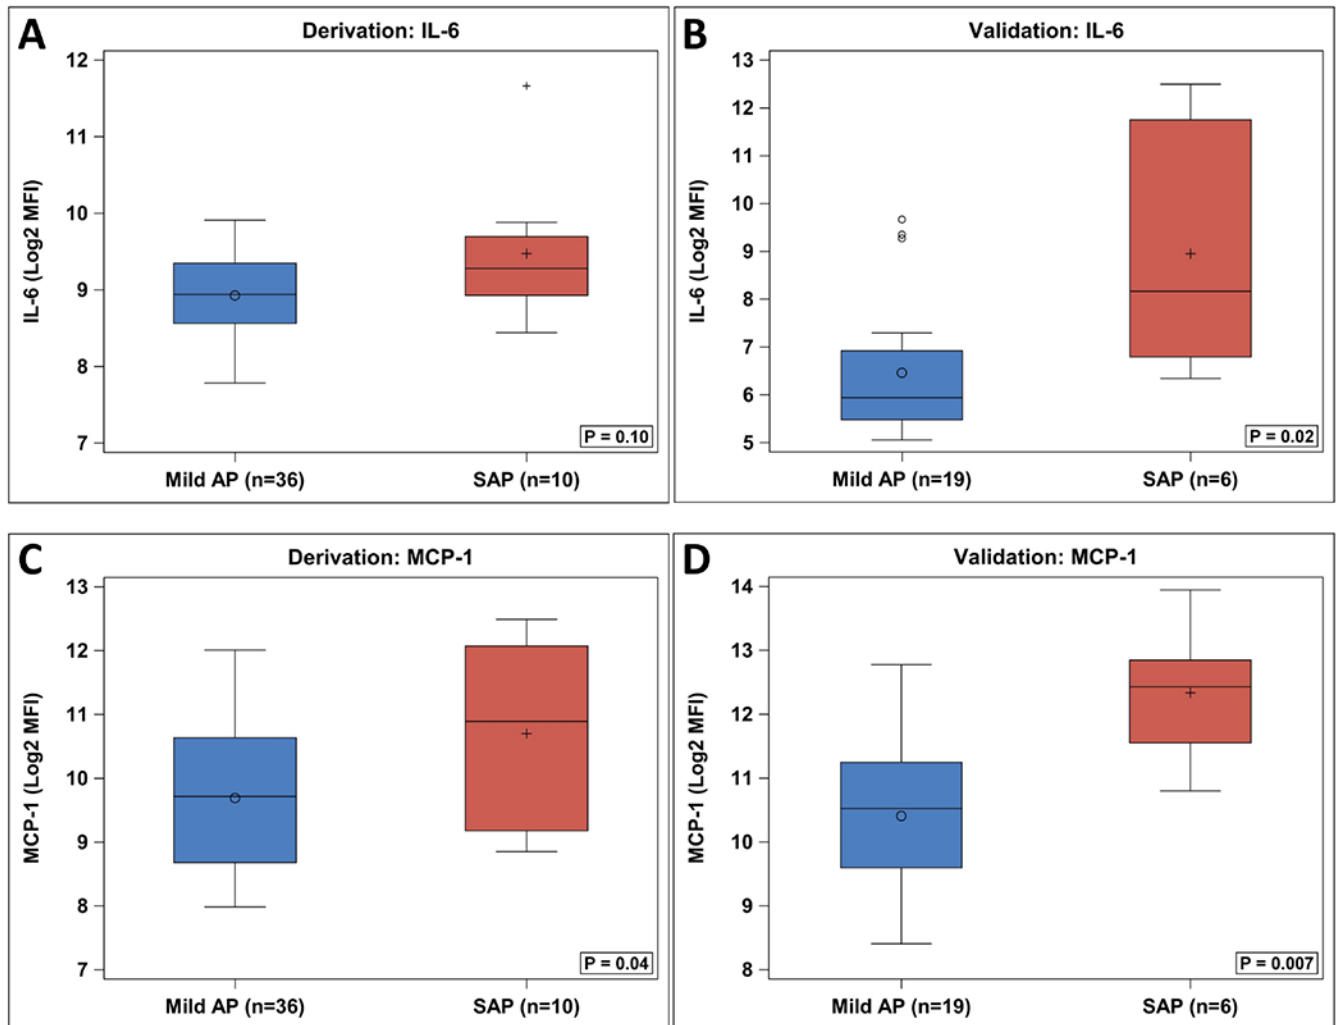 A
Derivation: IL-6
IL-6 (Log2 MFI)
12
11
10
9
8
7
P = 0.10
Mild AP (n=36)
SAP (n=10)
B
Validation: IL-6
IL-6 (Log2 MFI)
13
12
11
10
9
8
7
6
5
P = 0.02
Mild AP (n=19)
SAP (n=6)
C
Derivation: MCP-1
MCP-1 (Log2 MFI)
13
12
11
10
9
8
7
P = 0.04
Mild AP (n=36)
SAP (n=10)
D
Validation: MCP-1
MCP-1 (Log2 MFI)
14
13
12
11
10
9
8
P = 0.007
Mild AP (n=19)
SAP (n=6)